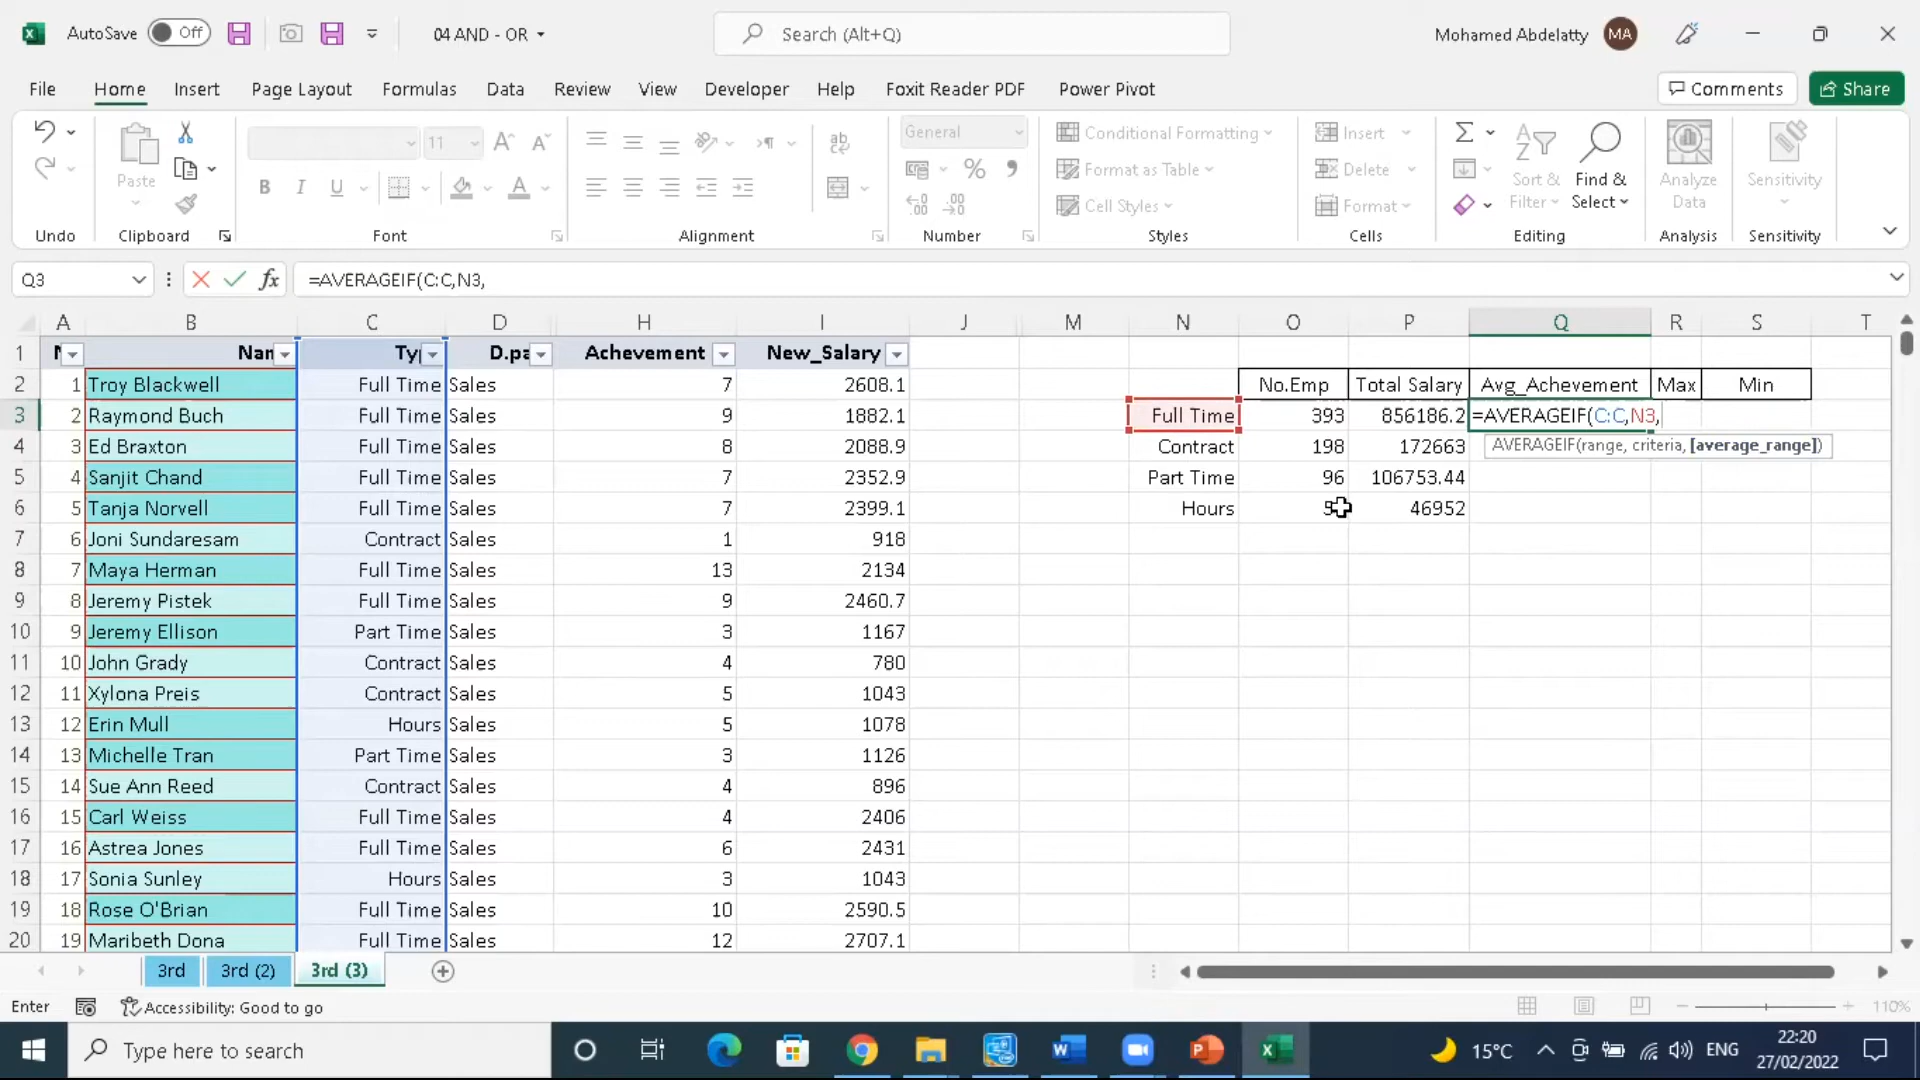 AutoSave Off 04 AND - OR Search (Alt+Q) Mohamed Abdelatty MA
File Home Insert Page Layout Formulas Data Review View Developer Help Foxit Reader PDF Power Pivot Comments Share
General 11
Conditional Formatting Insert
Paste Format as Table Delete Sort & Filter Find & Select Analyze Data Sensitivity
B I U A % Cell Styles Format
Undo Clipboard Font Alignment Number Styles Cells Editing Analysis Sensitivity
Q3 fx =AVERAGEIF(C:C,N3,
A B C D H I J M N O P Q R S T
1 Nar Ty D.pa Achevement New_Salary
2 1 Troy Blackwell Full Time Sales 7 2608.1 No.Emp Total Salary Avg_Achevement Max Min
3 2 Raymond Buch Full Time Sales 9 1882.1 Full Time 393 856186.2 =AVERAGEIF(C:C,N3,
4 3 Ed Braxton Full Time Sales 8 2088.9 Contract 198 172663 AVERAGEIF(range, criteria, [average_range])
5 4 Sanjit Chand Full Time Sales 7 2352.9 Part Time 96 106753.44
6 5 Tanja Norvell Full Time Sales 7 2399.1 Hours 46952
7 6 Joni Sundaresam Contract Sales 1 918
8 7 Maya Herman Full Time Sales 13 2134
9 8 Jeremy Pistek Full Time Sales 9 2460.7
10 9 Jeremy Ellison Part Time Sales 3 1167
11 10 John Grady Contract Sales 4 780
12 11 Xylona Preis Contract Sales 5 1043
13 12 Erin Mull Hours Sales 5 1078
14 13 Michelle Tran Part Time Sales 3 1126
15 14 Sue Ann Reed Contract Sales 4 896
16 15 Carl Weiss Full Time Sales 4 2406
17 16 Astrea Jones Full Time Sales 6 2431
18 17 Sonia Sunley Hours Sales 3 1043
19 18 Rose O'Brian Full Time Sales 10 2590.5
20 19 Maribeth Dona Full Time Sales 12 2707.1
3rd 3rd (2) 3rd (3)
Enter Accessibility: Good to go 110%
Type here to search 15°C ENG 22:20
27/02/2022